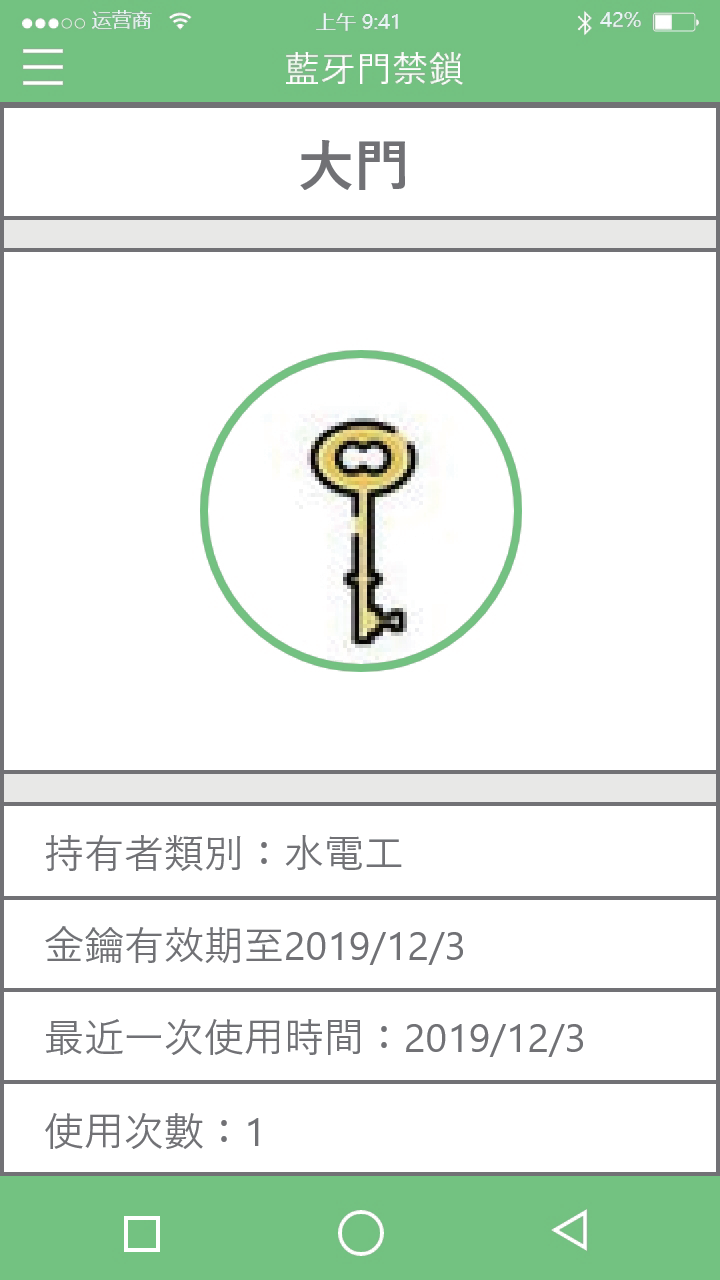 运营商 上午 9:41 42%
藍牙門禁鎖
大門
持有者類別：水電工
金鑰有效期至2019/12/3
最近一次使用時間：2019/12/3
使用次數：1